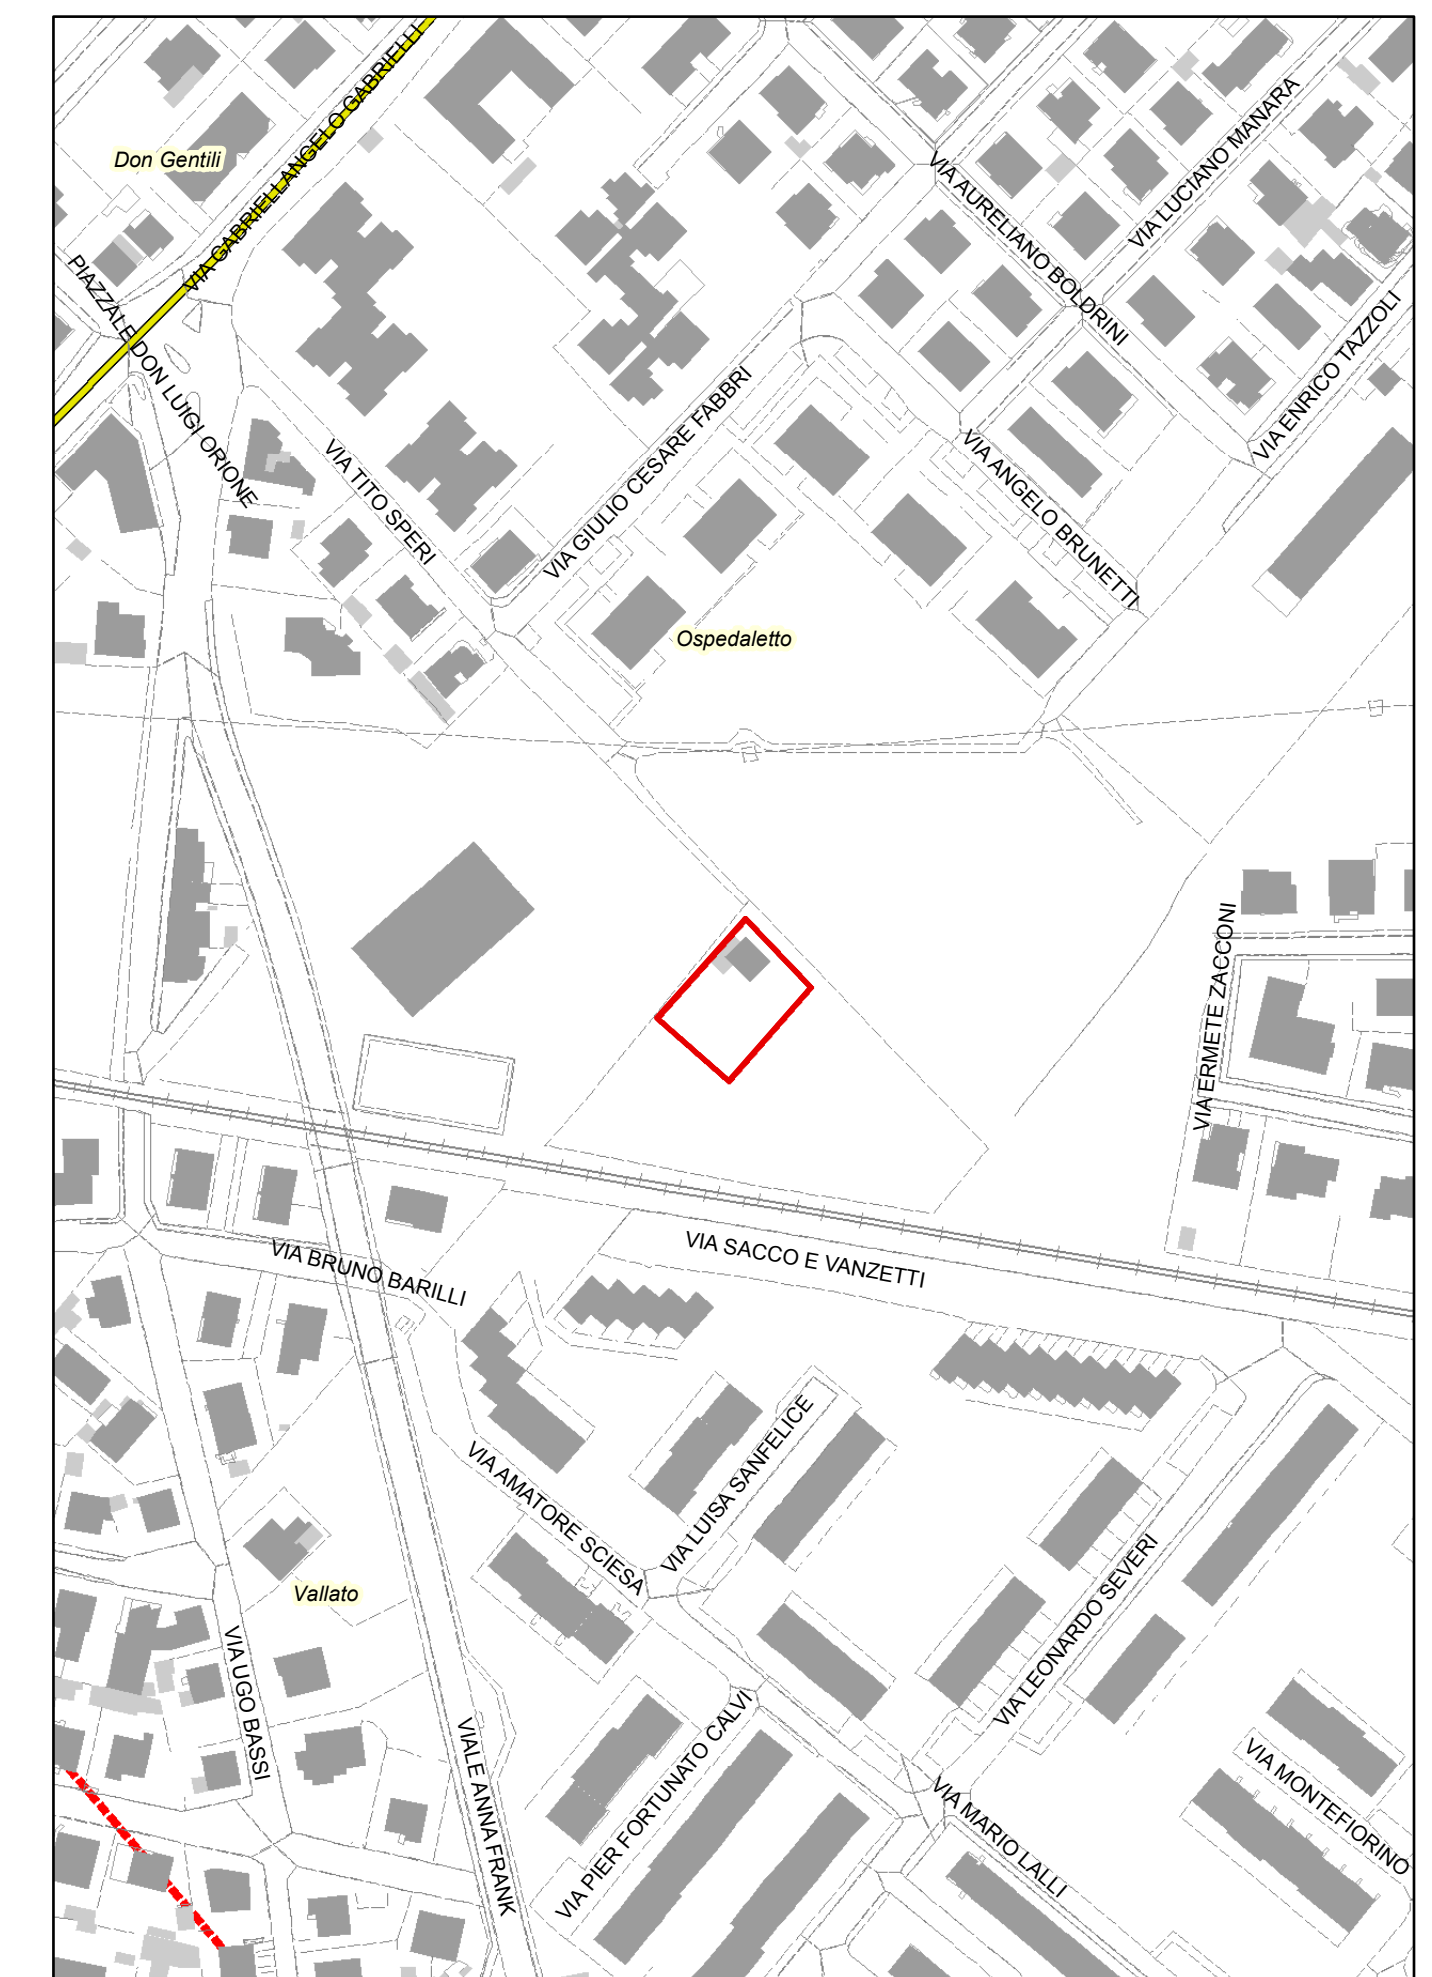 VIA GABRIELLANGELO GABRIELLI
Don Gentili
VIA LUCIANO MANARA
VIA AURELIANO BOLDRINI
PIAZZALE DON LUIGI ORIONE
VIA ENRICO TAZZOLI
VIA TITO SPERI
VIA GIULIO CESARE FABBRI
VIA ANGELO BRUNETTI
Ospedaletto
VIA ERMETE ZACCONI
VIA BRUNO BARILLI
VIA SACCO E VANZETTI
VIA LUISA SANFELICE
VIA AMATORE SCIESA
VIA LEONARDO SEVERI
Vallato
VIA UGO BASSI
VIALE ANNA FRANK
VIA PIER FORTUNATO CALVI
VIA MARIO LALLI
VIA MONTEFIORINO